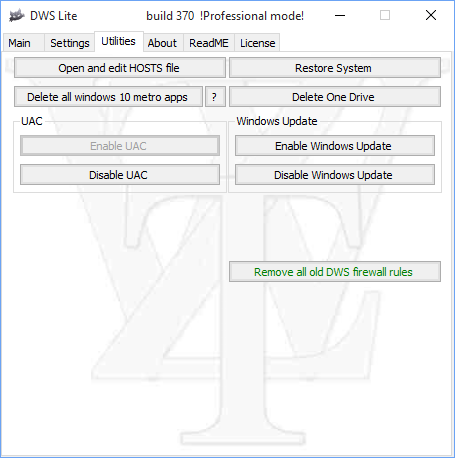 DWS Lite build 370 !Professional mode!
Main Settings Utilities About ReadME License
Open and edit HOSTS file Restore System
Delete all windows 10 metro apps ? Delete One Drive
UAC Windows Update
Enable UAC Enable Windows Update
Disable UAC Disable Windows Update
Remove all old DWS firewall rules